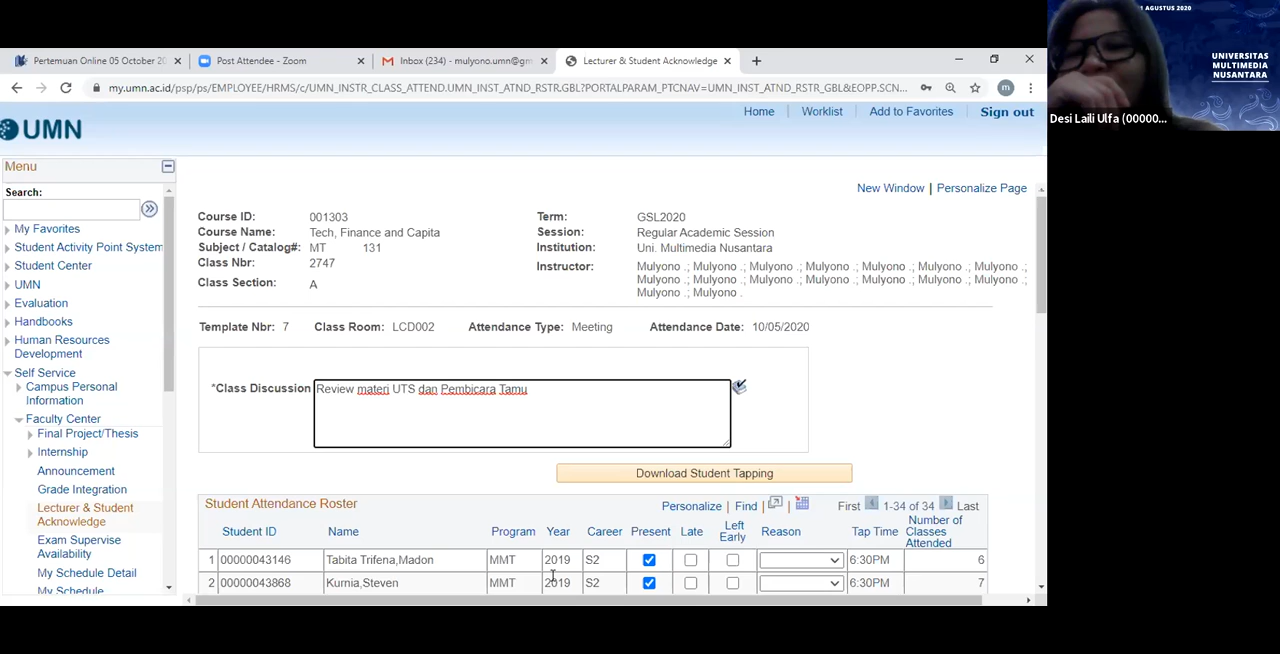 1 AGUSTUS 2020
UNIVERSITAS
MULTIMEDIA
NUSANTARA
Desi Laili Ulfa (00000...
Pertemuan Online 05 October 20
Post Attendee - Zoom
Inbox (234) - mulyono.umn@gm
Lecturer & Student Acknowledge
my.umn.ac.id/psp/ps/EMPLOYEE/HRMS/c/UMN_INSTR_CLASS_ATTEND.UMN_INST_ATND_RSTR.GBL?PORTALPARAM_PTCNAV=UMN_INST_ATND_RSTR_GBL&EOPP.SCN...
m
Home
Worklist
Add to Favorites
Sign out
UMN
Menu
Search:
My Favorites
Student Activity Point System
Student Center
UMN
Evaluation
Handbooks
Human Resources
Development
Self Service
Campus Personal
Information
Faculty Center
Final Project/Thesis
Internship
Announcement
Grade Integration
Lecturer & Student
Acknowledge
Exam Supervise
Availability
My Schedule Detail
My Schedule
New Window | Personalize Page
Course ID: 001303 Term: GSL2020
Course Name: Tech, Finance and Capita Session: Regular Academic Session
Subject / Catalog#: MT 131 Institution: Uni. Multimedia Nusantara
Class Nbr: 2747 Instructor: Mulyono .; Mulyono .; Mulyono .; Mulyono .; Mulyono .; Mulyono .; Mulyono .;
Mulyono .; Mulyono .; Mulyono .; Mulyono .; Mulyono .; Mulyono .; Mulyono .;
Class Section: A Mulyono .; Mulyono .
Template Nbr: 7 Class Room: LCD002 Attendance Type: Meeting Attendance Date: 10/05/2020
*Class Discussion Review materi UTS dan Pembicara Tamu
Download Student Tapping
Student Attendance Roster Personalize | Find | First 1-34 of 34 Last
Student ID Name Program Year Career Present Late Left Early Reason Tap Time Number of Classes Attended
1 00000043146 Tabita Trifena,Madon MMT 2019 S2 6:30PM 6
2 00000043868 Kurnia,Steven MMT 2019 S2 6:30PM 7